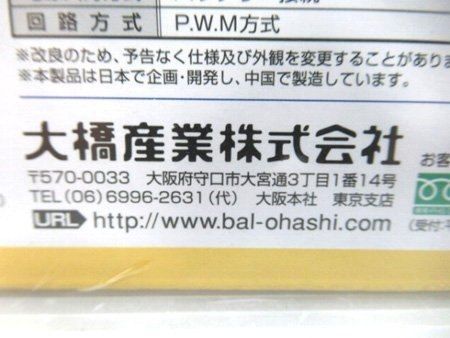 回路方式 P.W.M方式
※改良のため、予告なく仕様及び外観を変更することがありま
※本製品は日本で企画・開発し、中国で製造しています。
大橋産業株式会社
お客
〒570-0033 大阪府守口市大宮通3丁目1番14号
TEL(06)6996-2631(代) 大阪本社 東京支店
URL http://www.bal-ohashi.com
(受付:平